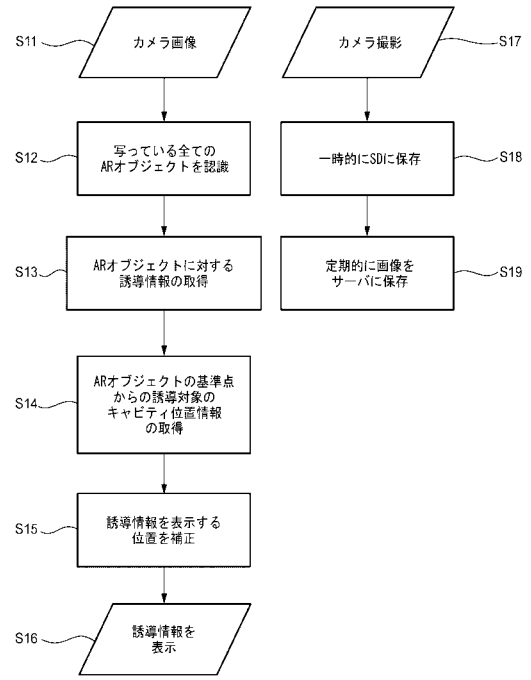 S11
カメラ画像
S12
写っている全ての
ARオブジェクトを認識
S13
ARオブジェクトに対する
誘導情報の取得
S14
ARオブジェクトの基準点
からの誘導対象の
キャビティ位置情報
の取得
S15
誘導情報を表示する
位置を補正
S16
誘導情報を
表示
カメラ撮影
S17
一時的にSDに保存
S18
定期的に画像を
サーバに保存
S19